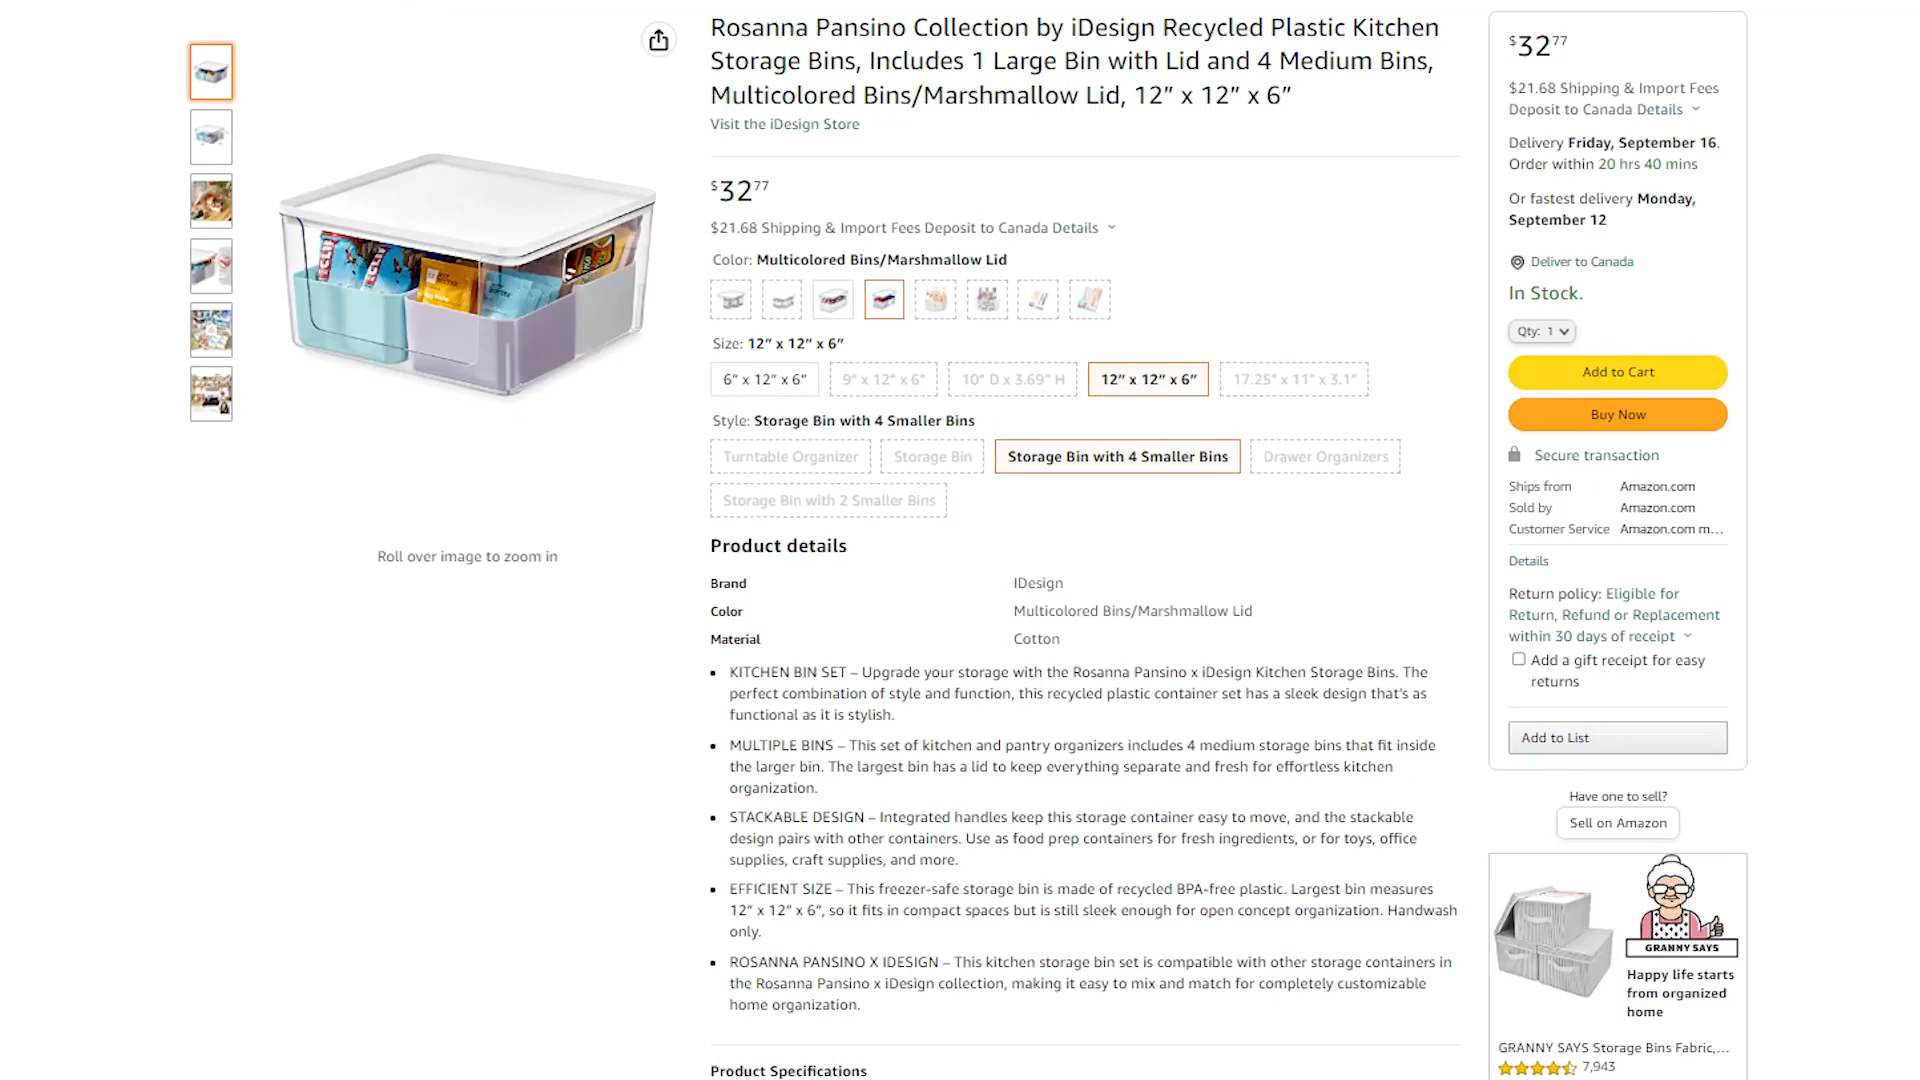 Rosanna Pansino Collection by iDesign Recycled Plastic Kitchen
Storage Bins, Includes 1 Large Bin with Lid and 4 Medium Bins,
Multicolored Bins/Marshmallow Lid, 12” x 12” x 6”
Visit the iDesign Store
$32 77
$21.68 Shipping & Import Fees Deposit to Canada Details
Color: Multicolored Bins/Marshmallow Lid
Size: 12” x 12” x 6”
6” x 12” x 6”
9" x 12" x 6"
10" D x 3.69" H
12” x 12” x 6”
17.25" x 11" x 3.1"
Style: Storage Bin with 4 Smaller Bins
Turntable Organizer
Storage Bin
Storage Bin with 4 Smaller Bins
Drawer Organizers
Storage Bin with 2 Smaller Bins
CLIF
Roll over image to zoom in
Product details
Brand IDesign
Color Multicolored Bins/Marshmallow Lid
Material Cotton
KITCHEN BIN SET – Upgrade your storage with the Rosanna Pansino x iDesign Kitchen Storage Bins. The
perfect combination of style and function, this recycled plastic container set has a sleek design that’s as
functional as it is stylish.
MULTIPLE BINS – This set of kitchen and pantry organizers includes 4 medium storage bins that fit inside
the larger bin. The largest bin has a lid to keep everything separate and fresh for effortless kitchen
organization.
STACKABLE DESIGN – Integrated handles keep this storage container easy to move, and the stackable
design pairs with other containers. Use as food prep containers for fresh ingredients, or for toys, office
supplies, craft supplies, and more.
EFFICIENT SIZE – This freezer-safe storage bin is made of recycled BPA-free plastic. Largest bin measures
12” x 12” x 6”, so it fits in compact spaces but is still sleek enough for open concept organization. Handwash
only.
ROSANNA PANSINO X IDESIGN – This kitchen storage bin set is compatible with other storage containers in
the Rosanna Pansino x iDesign collection, making it easy to mix and match for completely customizable
home organization.
Product Specifications
$32 77
$21.68 Shipping & Import Fees
Deposit to Canada Details
Delivery Friday, September 16.
Order within 20 hrs 40 mins
Or fastest delivery Monday,
September 12
Deliver to Canada
In Stock.
Qty: 1
Add to Cart
Buy Now
Secure transaction
Ships from Amazon.com
Sold by Amazon.com
Customer Service Amazon.com m...
Details
Return policy: Eligible for
Return, Refund or Replacement
within 30 days of receipt
Add a gift receipt for easy
returns
Add to List
Have one to sell?
Sell on Amazon
GRANNY SAYS
Happy life starts
from organized
home
GRANNY SAYS Storage Bins Fabric,...
7,943